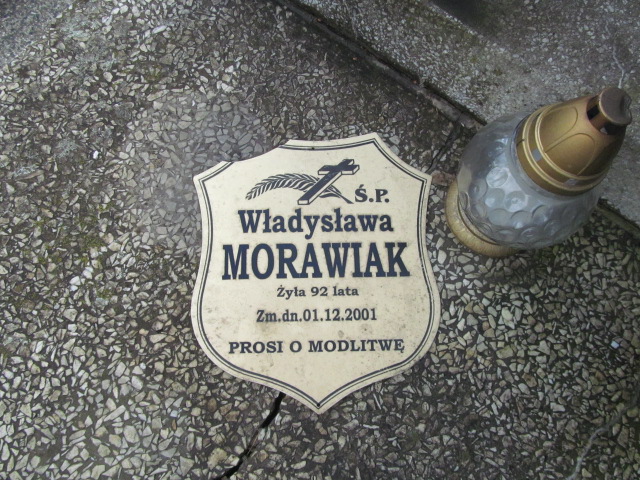 Ś.P.
Władysława
MORAWIAK
Żyła 92 lata
Zm.dn.01.12.2001
PROSI O MODLITWĘ